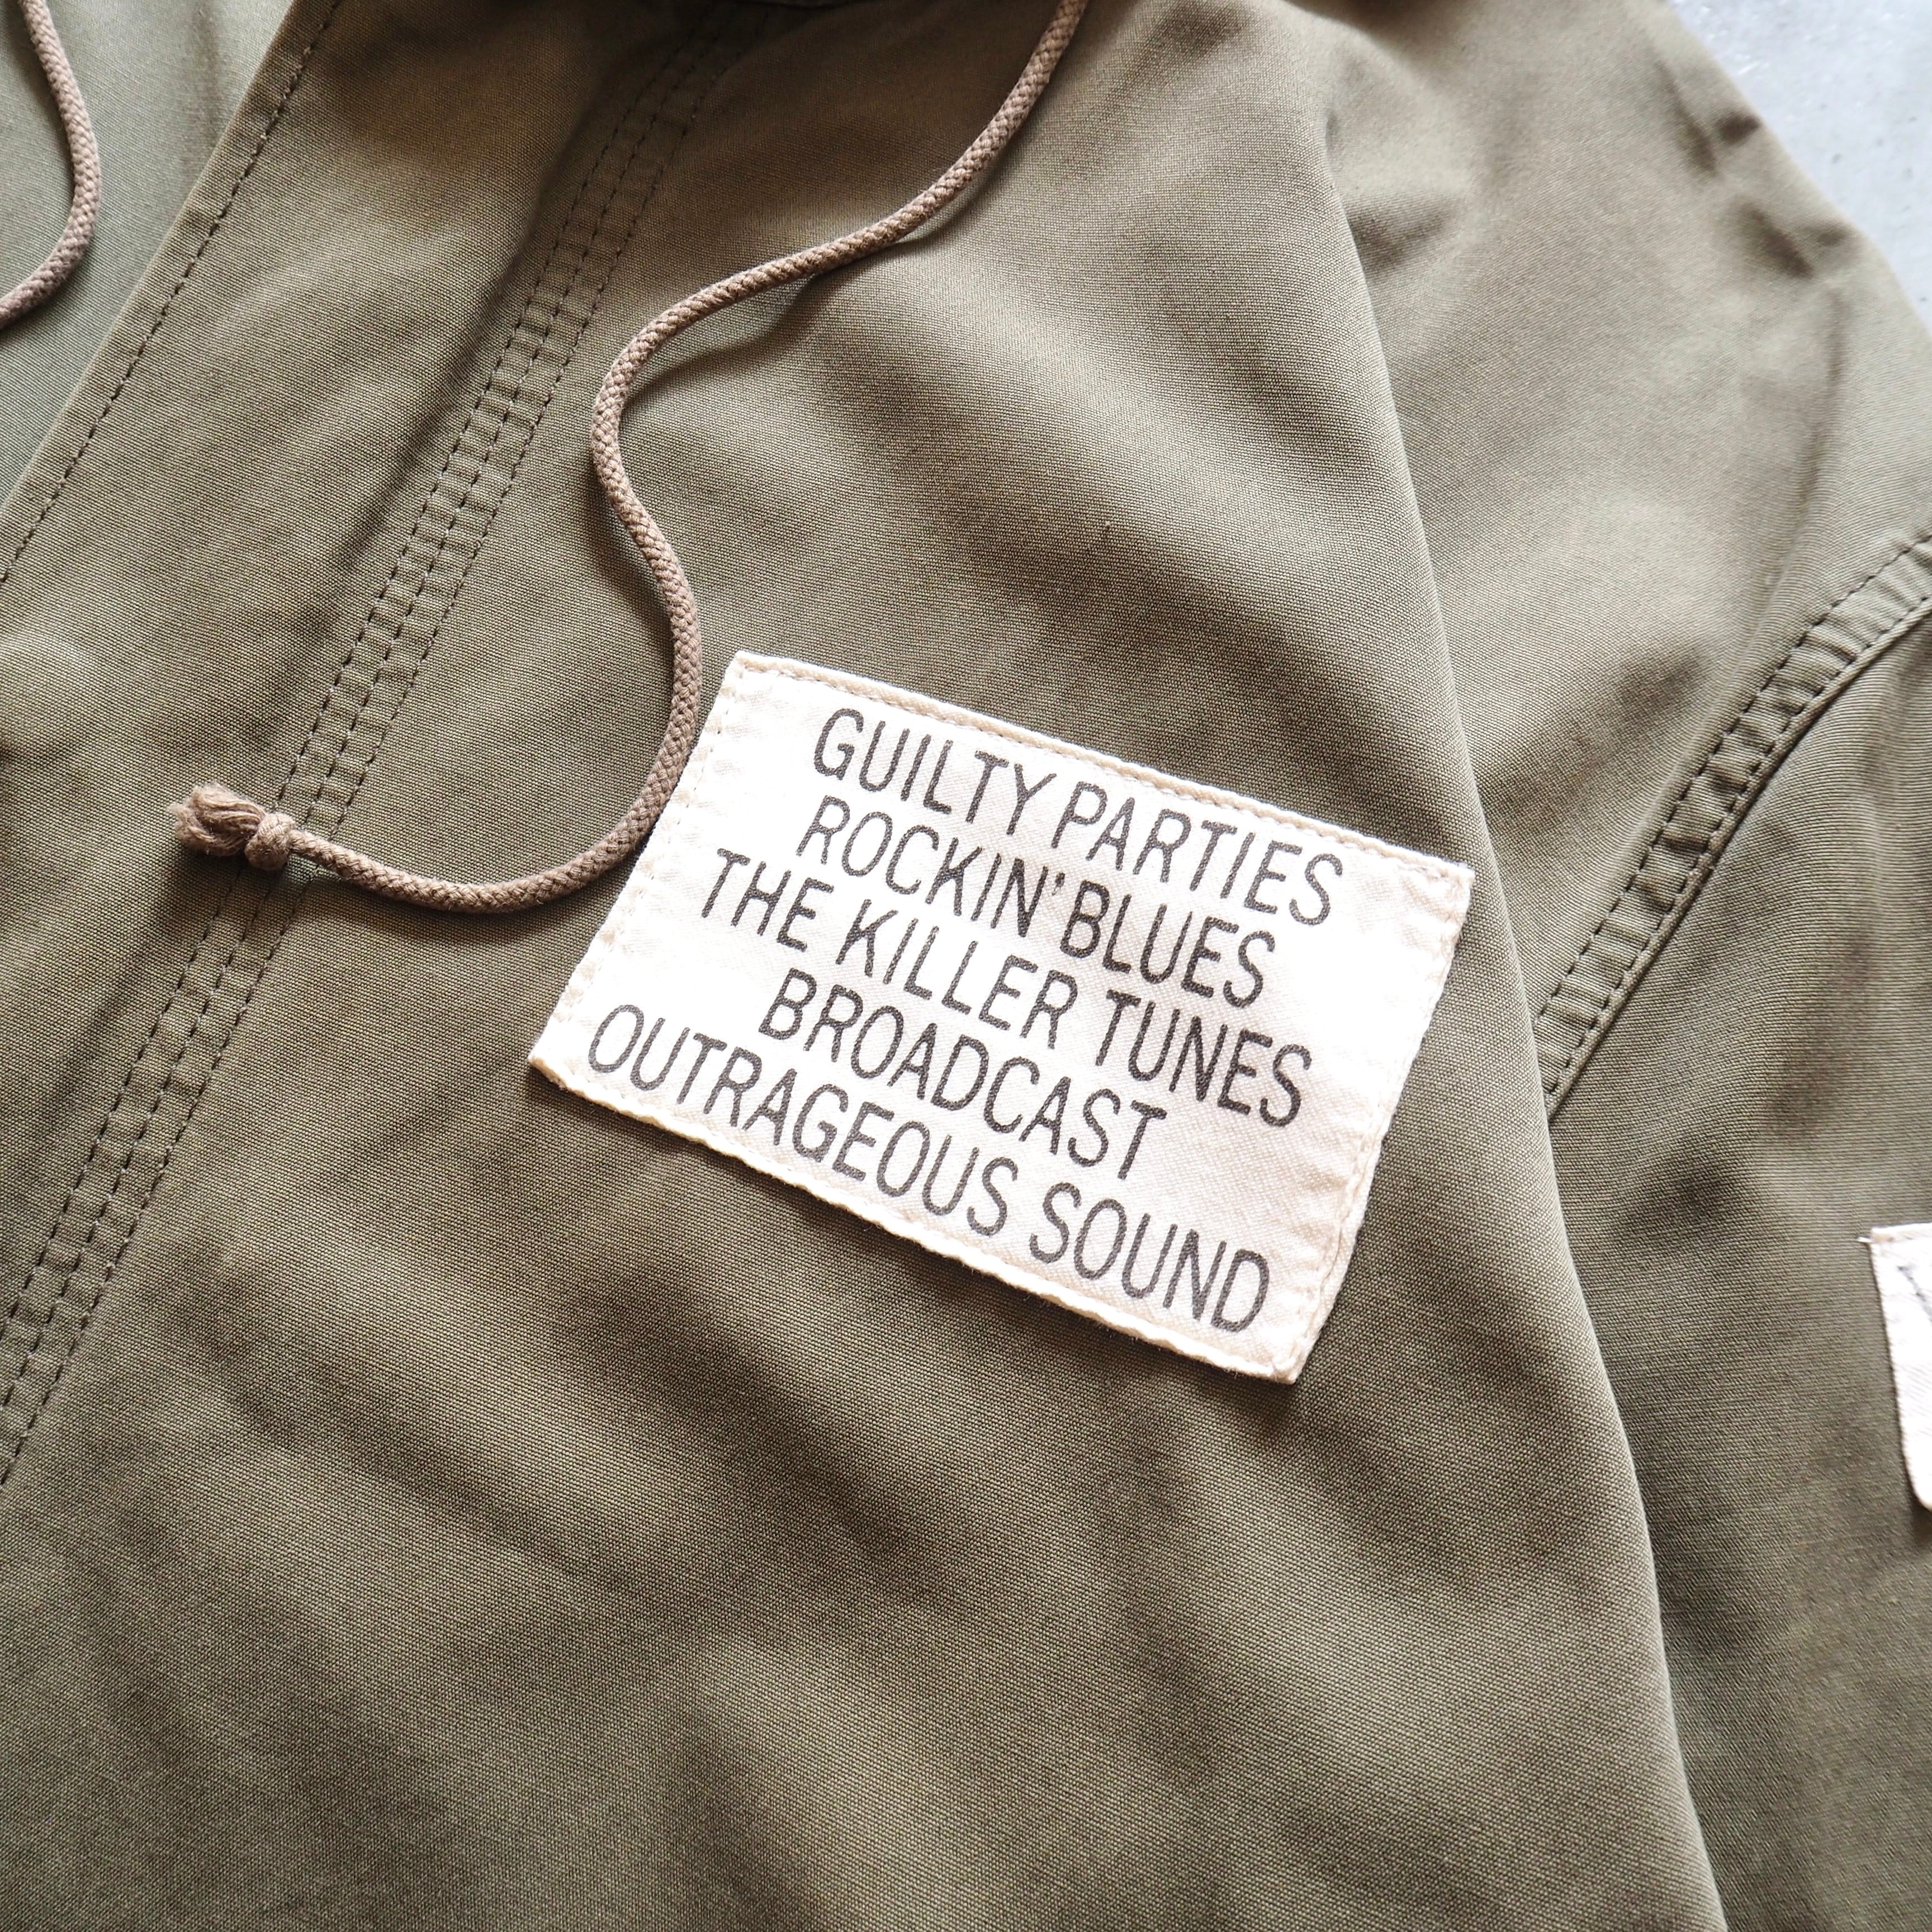 GUILTY PARTIES
ROCKIN' BLUES
THE KILLER TUNES
BROADCAST
OUTRAGEOUS SOUND